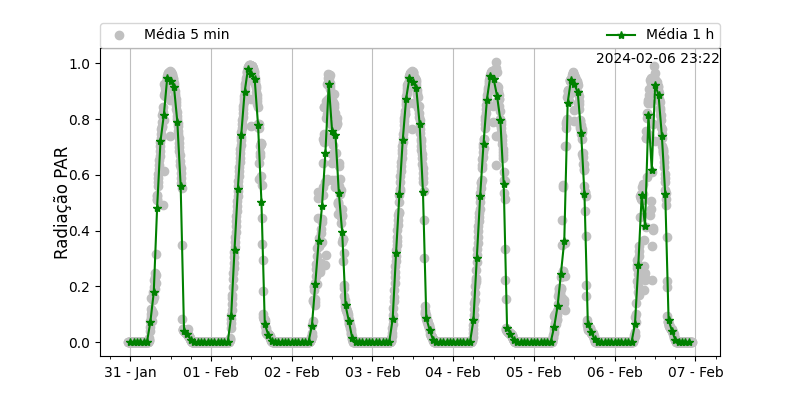 Média 5 min
Média 1 h
2024-02-06 23:22
Radiação PAR
1.0
0.8
0.6
0.4
0.2
0.0
31 - Jan
01 - Feb
02 - Feb
03 - Feb
04 - Feb
05 - Feb
06 - Feb
07 - Feb